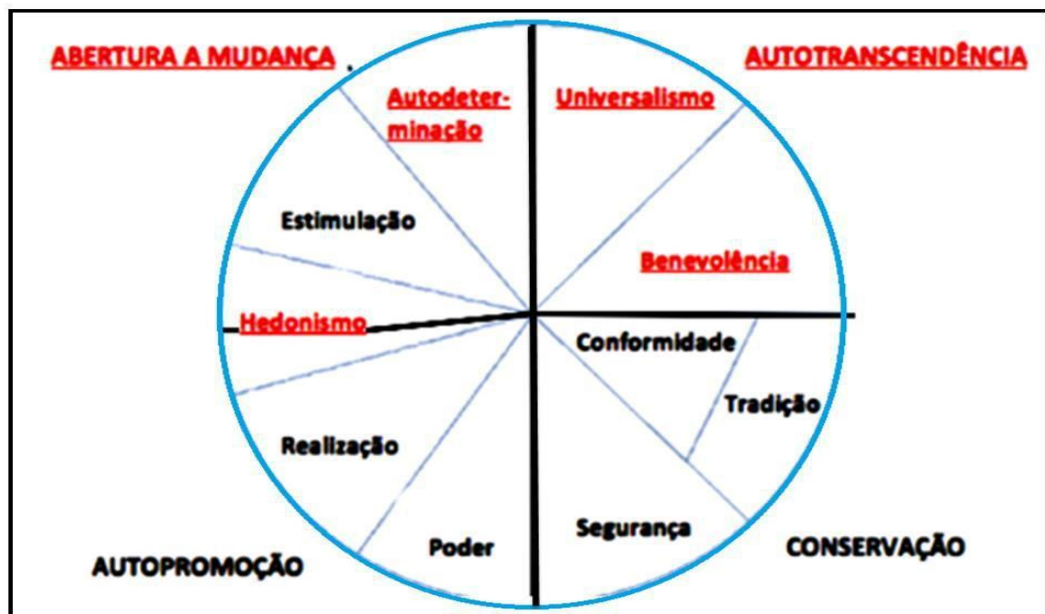 ABERTURA A MUDANÇA .
AUTOTRANSCENDÊNCIA
Autodeter-
minação
Universalismo
Estimulação
Benevolência
Hedonismo
Conformidade
Tradição
Realização
Segurança
Poder
AUTOPROMOÇÃO
CONSERVAÇÃO